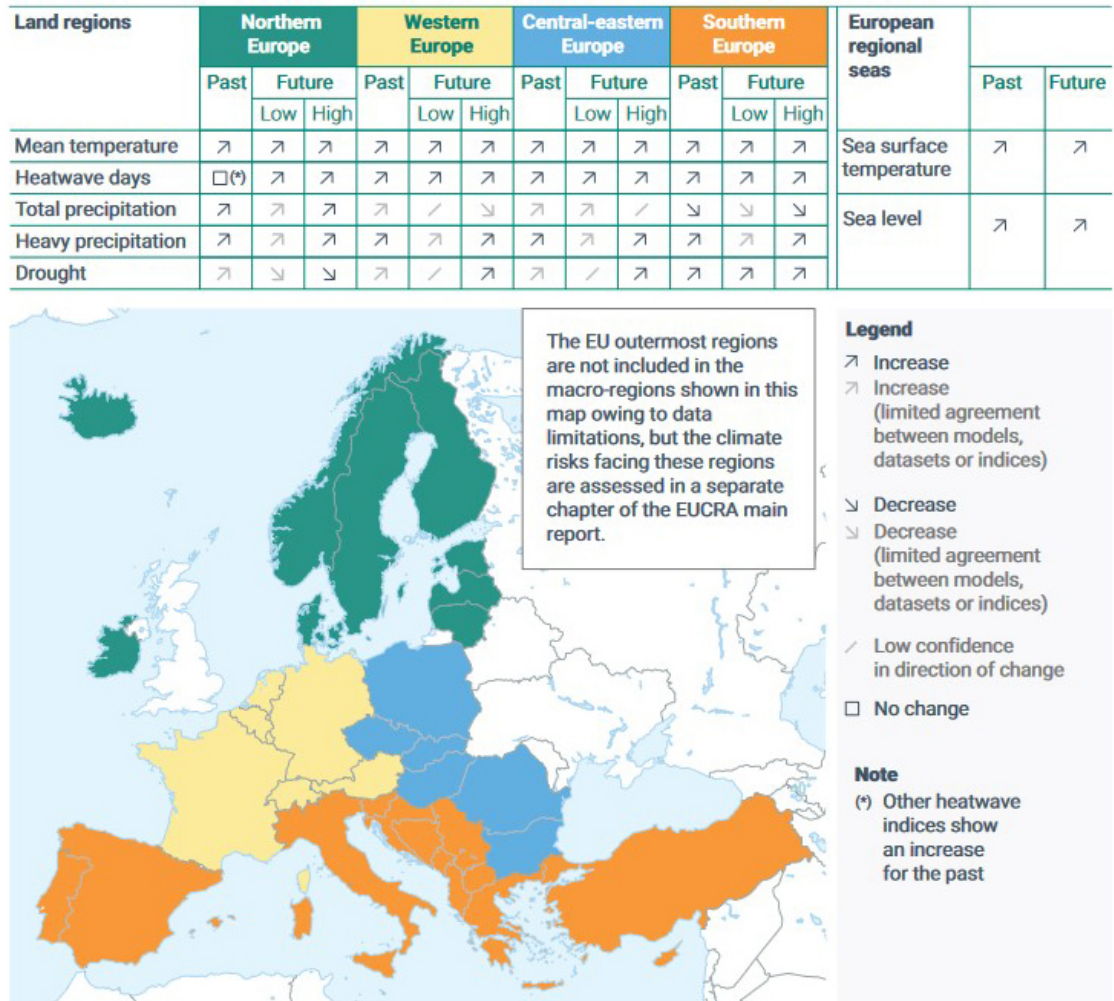 Land regions
Northern Europe
Western Europe
Central-eastern Europe
Southern Europe
European regional seas
Past Future Past Future Past Future Past Future Past Future
Low High Low High Low High Low High
Mean temperature ↗ ↗ ↗ ↗ ↗ ↗ ↗ ↗ ↗ ↗ ↗ ↗
Sea surface temperature ↗ ↗
Heatwave days □(*) ↗ ↗ ↗ ↗ ↗ ↗ ↗ ↗ ↗ ↗ ↗
Total precipitation ↗ ↗ ↗ ↗ ⁄ ↘ ↗ ↗ ⁄ ↘ ↘ ↘
Sea level ↗ ↗
Heavy precipitation ↗ ↗ ↗ ↗ ↗ ↗ ↗ ↗ ↗ ↗ ↗ ↗
Drought ↗ ↘ ↘ ↗ ⁄ ↗ ↗ ⁄ ↗ ↗ ↗ ↗
The EU outermost regions
are not included in the
macro-regions shown in this
map owing to data
limitations, but the climate
risks facing these regions
are assessed in a separate
chapter of the EUCRA main
report.
Legend
↗ Increase
↗ Increase
(limited agreement
between models,
datasets or indices)
↘ Decrease
↘ Decrease
(limited agreement
between models,
datasets or indices)
⁄ Low confidence
in direction of change
□ No change
Note
(*) Other heatwave
indices show
an increase
for the past